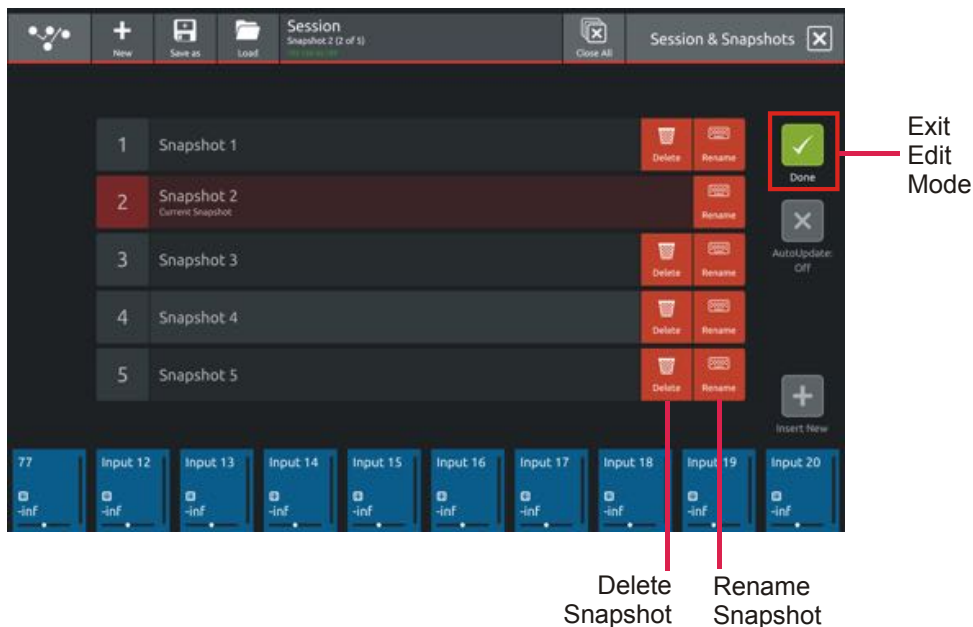 New
Save as
Load
Session
Snapshot 2 (2 of 5)
Close All
Session & Snapshots
1 Snapshot 1 Delete Rename
Done
Exit
Edit
Mode
2 Snapshot 2 Rename
Current Snapshot
AutoUpdate:
Off
3 Snapshot 3 Delete Rename
4 Snapshot 4 Delete Rename
5 Snapshot 5 Delete Rename
Insert New
77 Input 12 Input 13 Input 14 Input 15 Input 16 Input 17 Input 18 Input 19 Input 20
-inf -inf -inf -inf -inf -inf -inf -inf -inf -inf
Delete
Snapshot
Rename
Snapshot